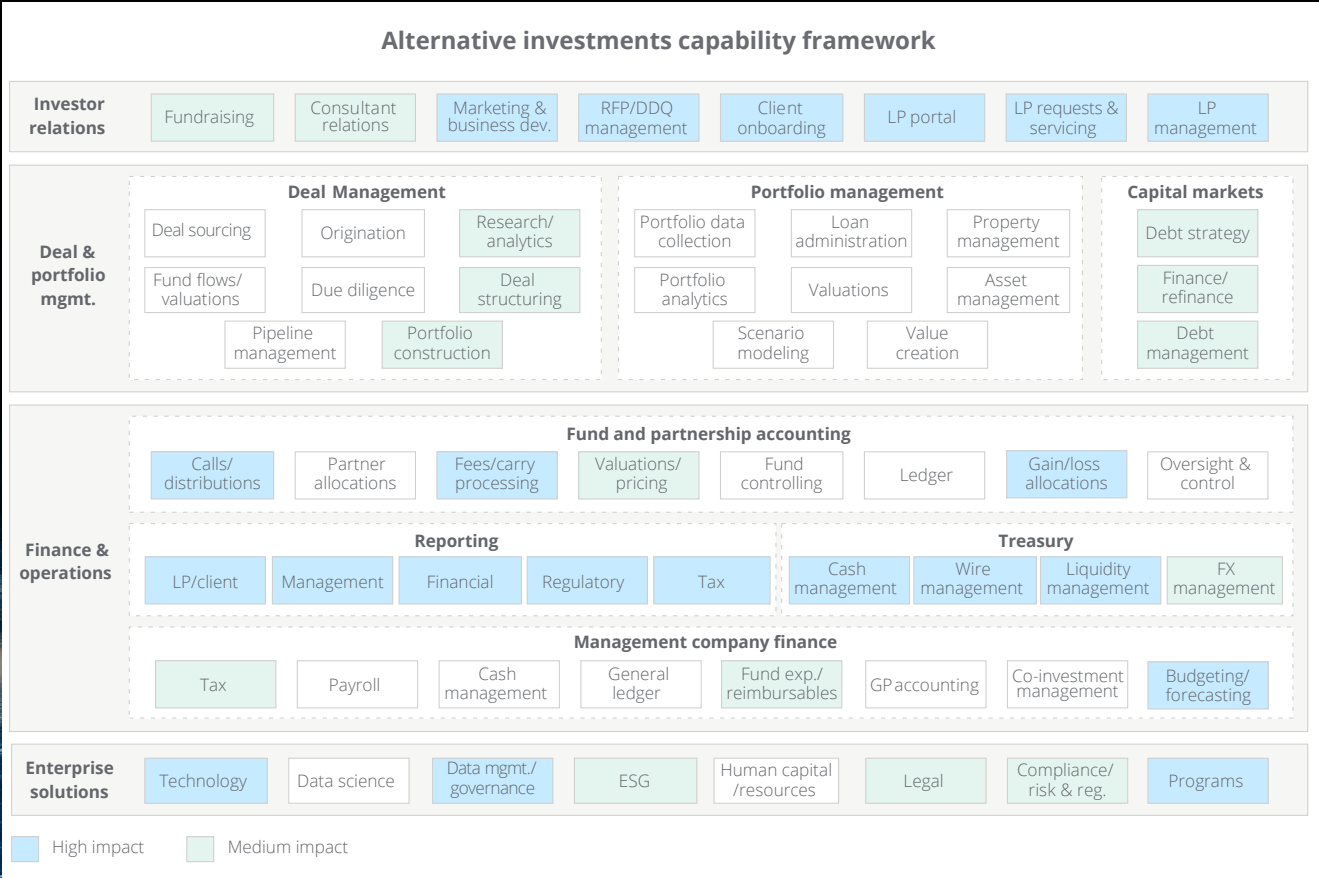 Alternative investments capability framework
Investor
relations
Fundraising
Consultant
relations
Marketing &
business dev.
RFP/DDQ
management
Client
onboarding
LP portal
LP requests &
servicing
LP
management
Deal &
portfolio
mgmt.
Deal Management
Deal sourcing
Origination
Research/
analytics
Fund flows/
valuations
Due diligence
Deal
structuring
Pipeline
management
Portfolio
construction
Portfolio management
Portfolio data
collection
Loan
administration
Property
management
Portfolio
analytics
Valuations
Asset
management
Scenario
modeling
Value
creation
Capital markets
Debt strategy
Finance/
refinance
Debt
management
Finance &
operations
Fund and partnership accounting
Calls/
distributions
Partner
allocations
Fees/carry
processing
Valuations/
pricing
Fund
controlling
Ledger
Gain/loss
allocations
Oversight &
control
Reporting
LP/client
Management
Financial
Regulatory
Tax
Treasury
Cash
management
Wire
management
Liquidity
management
FX
management
Management company finance
Tax
Payroll
Cash
management
General
ledger
Fund exp./
reimbursables
GP accounting
Co-investment
management
Budgeting/
forecasting
Enterprise
solutions
Technology
Data science
Data mgmt./
governance
ESG
Human capital
/resources
Legal
Compliance/
risk & reg.
Programs
High impact
Medium impact